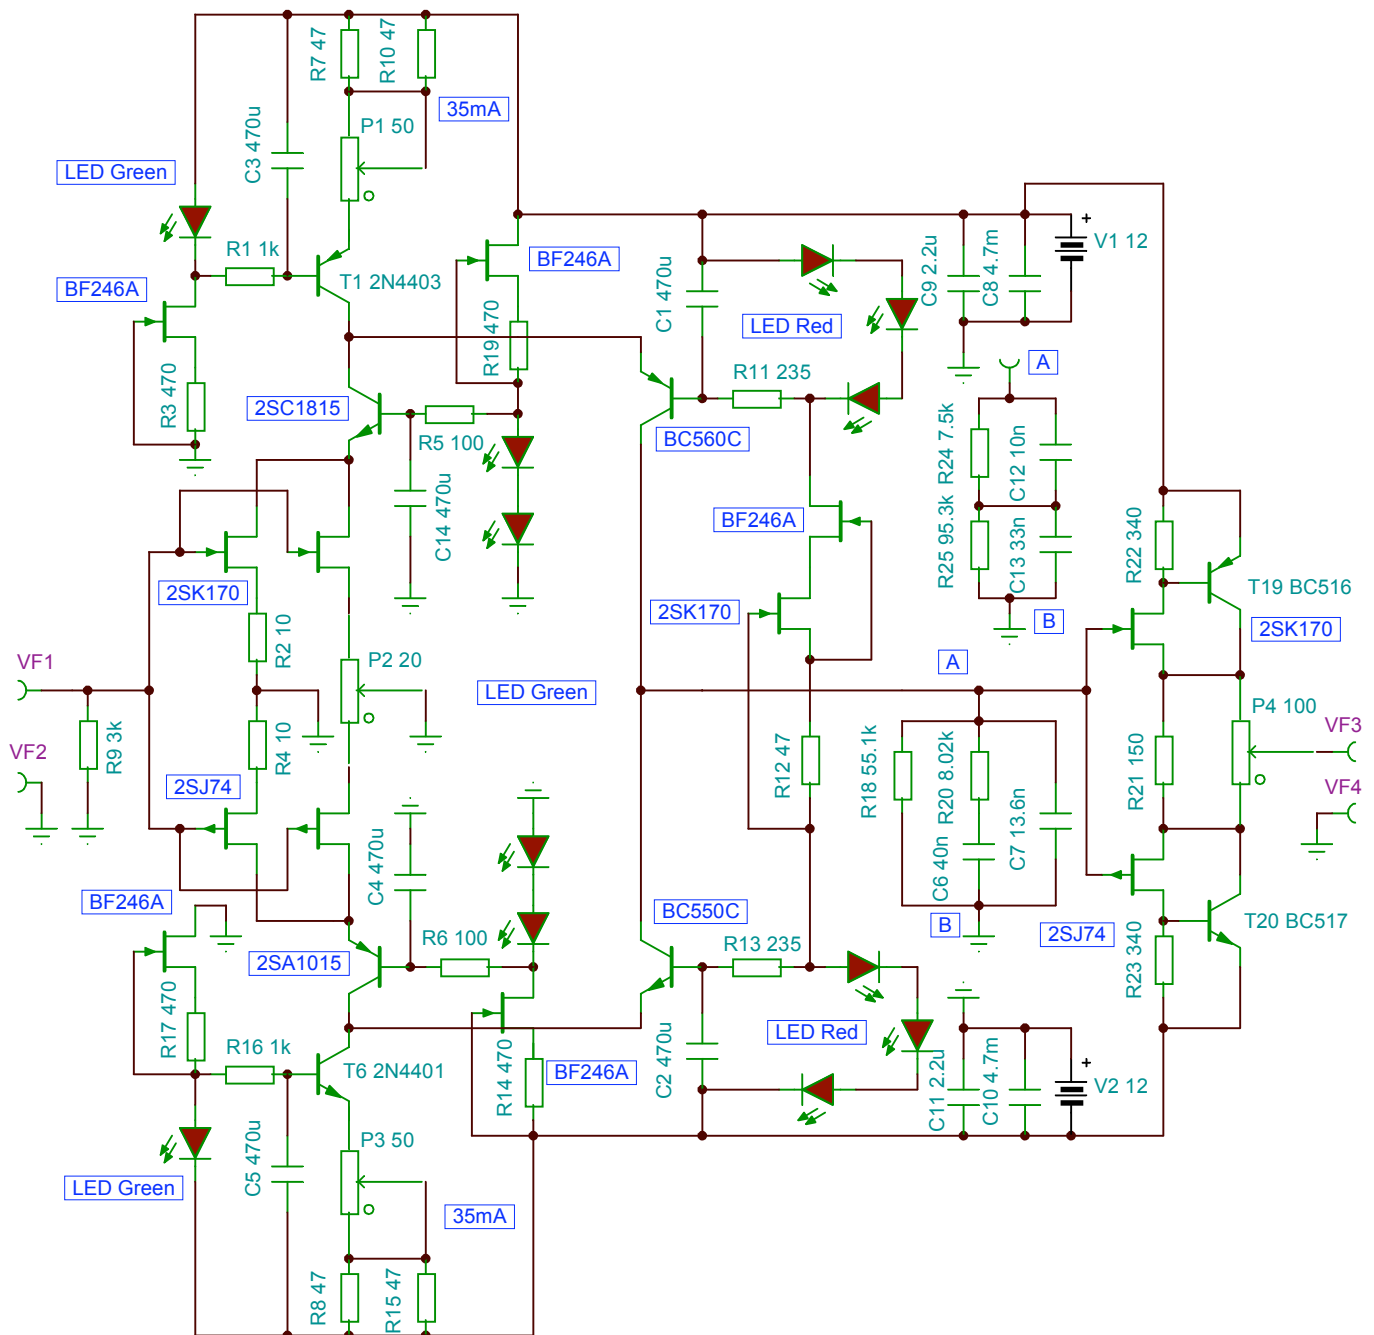 R7 47
R10 47
35mA
P1 50
C3 470u
LED Green
R1 1k
T1 2N4403
BF246A
BF246A
R3 470
R19 470
2SC1815
R5 100
C14 470u
C1 470u
LED Red
R11 235
BC560C
C9 2.2u
C8 4.7m
+
V1 12
A
R24 7.5k
C12 10n
R25 95.3k
C13 33n
B
BF246A
2SK170
R22 340
T19 BC516
2SK170
2SK170
R2 10
P2 20
VF1
R9 3k
VF2
R4 10
2SJ74
LED Green
A
R12 47
R18 55.1k
R20 8.02k
C6 40n
C7 13.6n
B
P4 100
VF3
R21 150
VF4
C4 470u
BF246A
R6 100
2SA1015
BC550C
R13 235
2SJ74
T20 BC517
R23 340
R17 470
R16 1k
T6 2N4401
R14 470
BF246A
C2 470u
LED Red
C11 2.2u
C10 4.7m
+
V2 12
LED Green
C5 470u
P3 50
35mA
R8 47
R15 47